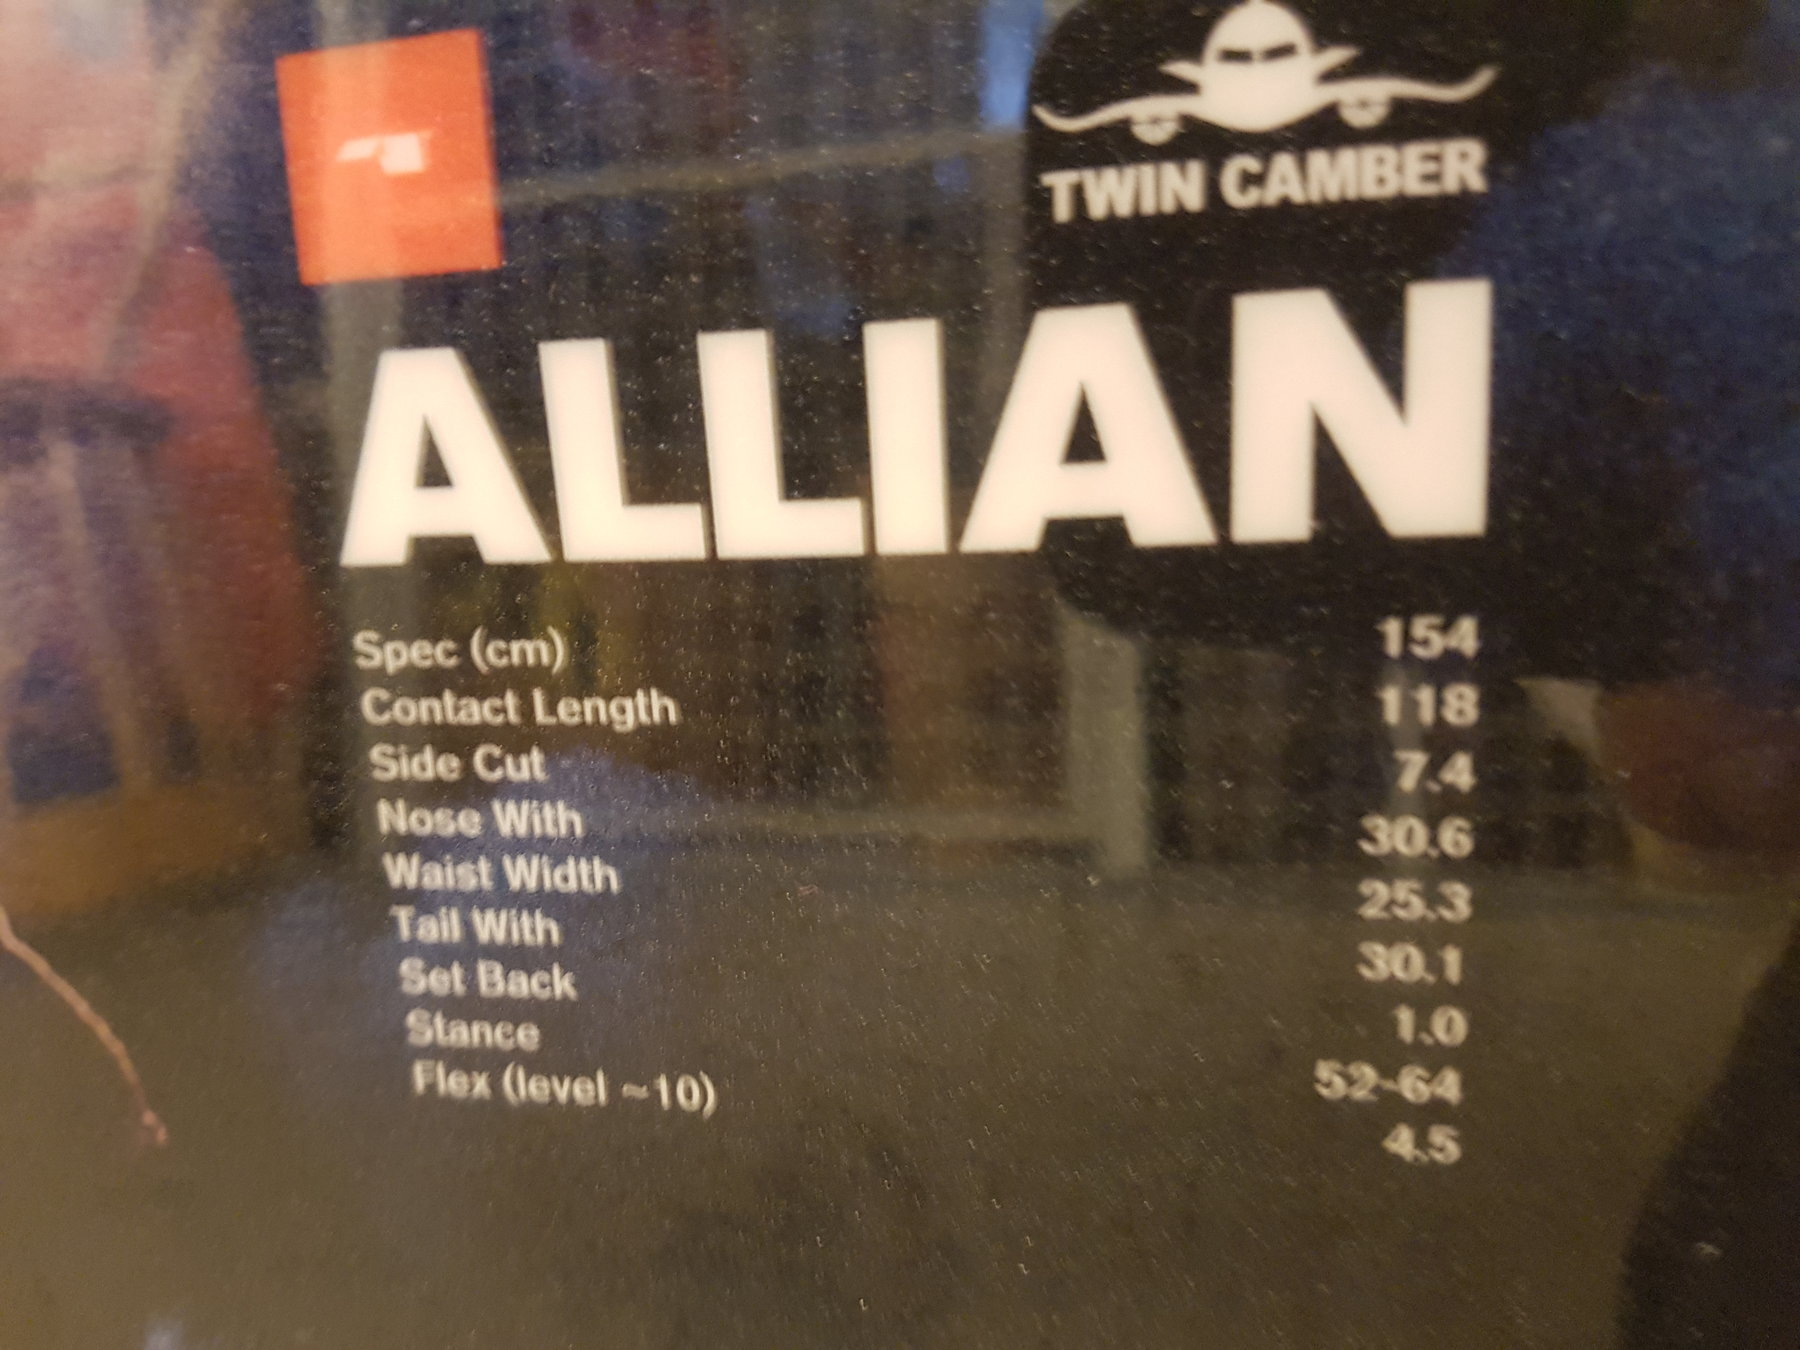 TWIN CAMBER
ALLIAN
Spec (cm) 154
Contact Length 118
Side Cut 7.4
Nose With 30.6
Waist Width 25.3
Tail With 30.1
Set Back 1.0
Stance 52~64
Flex (level ~10) 4.5